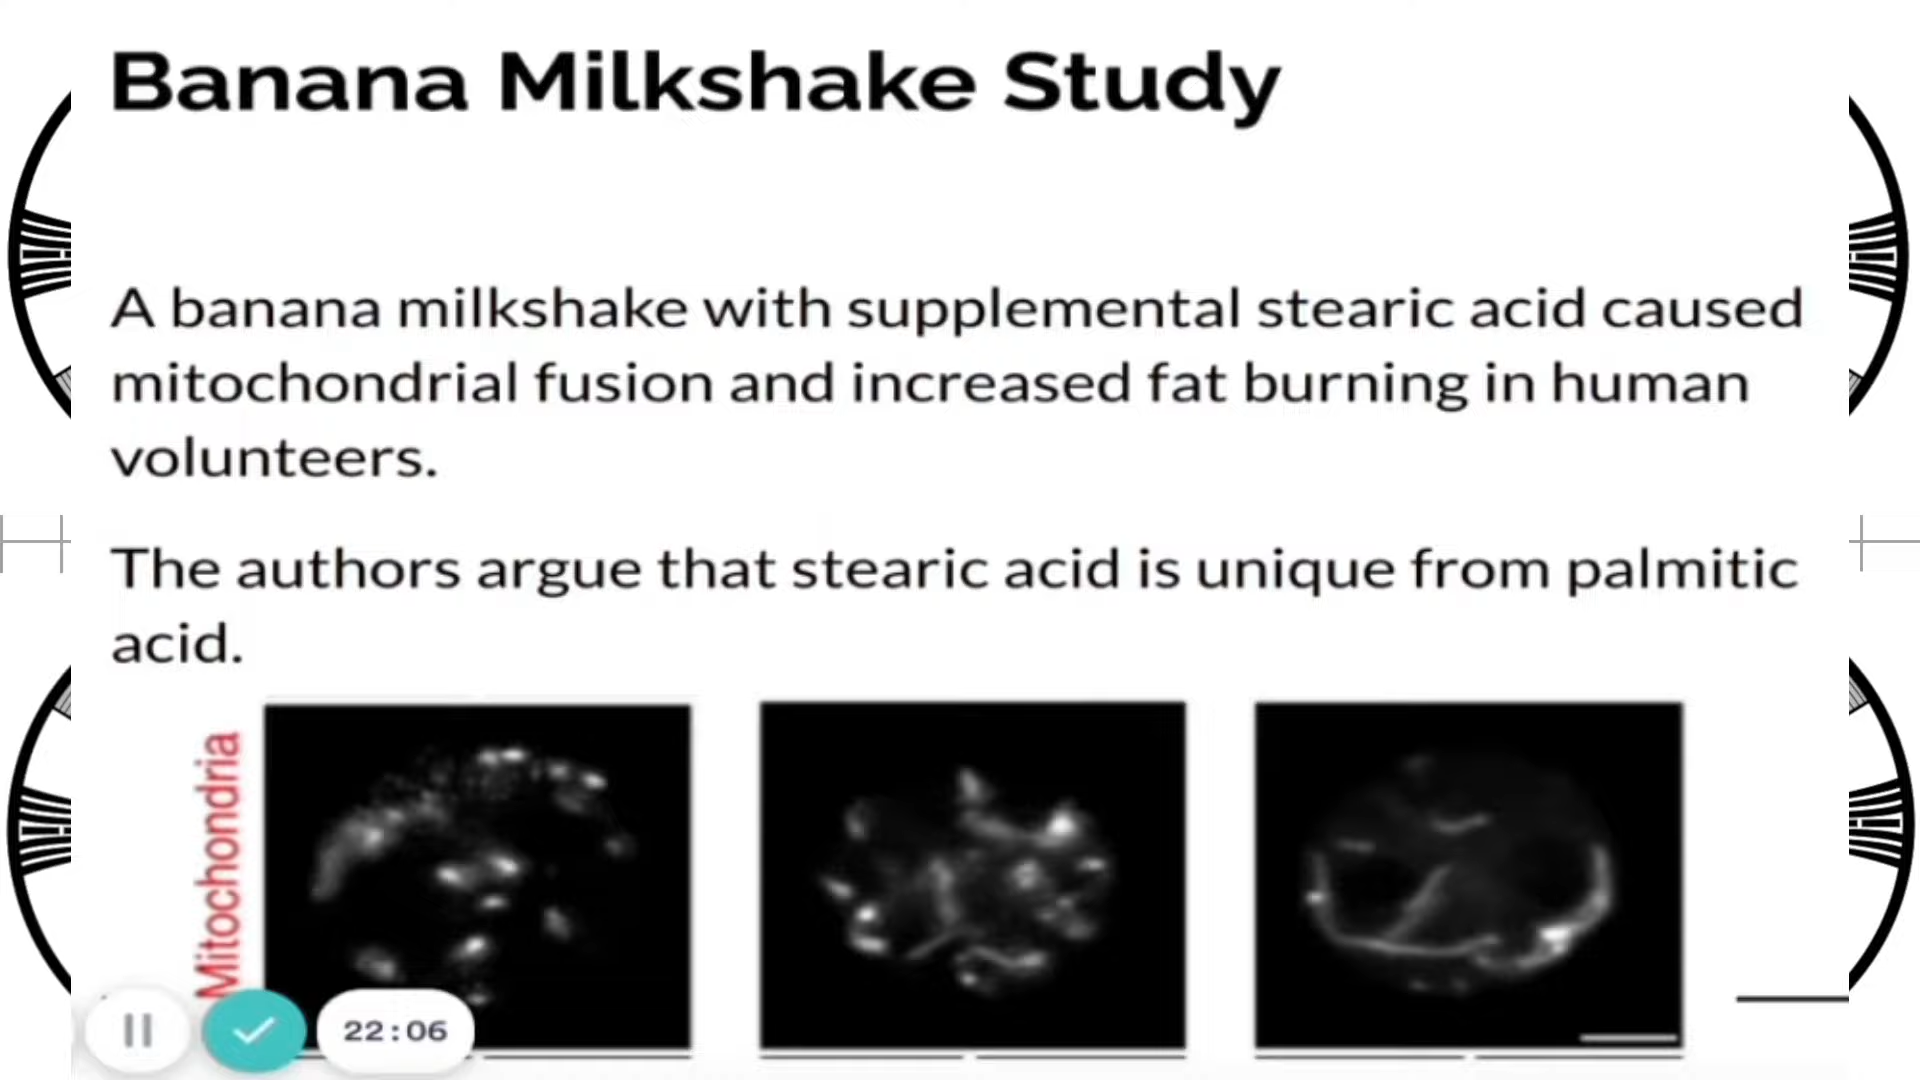 Banana Milkshake Study
A banana milkshake with supplemental stearic acid caused
mitochondrial fusion and increased fat burning in human
volunteers.
The authors argue that stearic acid is unique from palmitic
acid.
Mitochondria
22:06